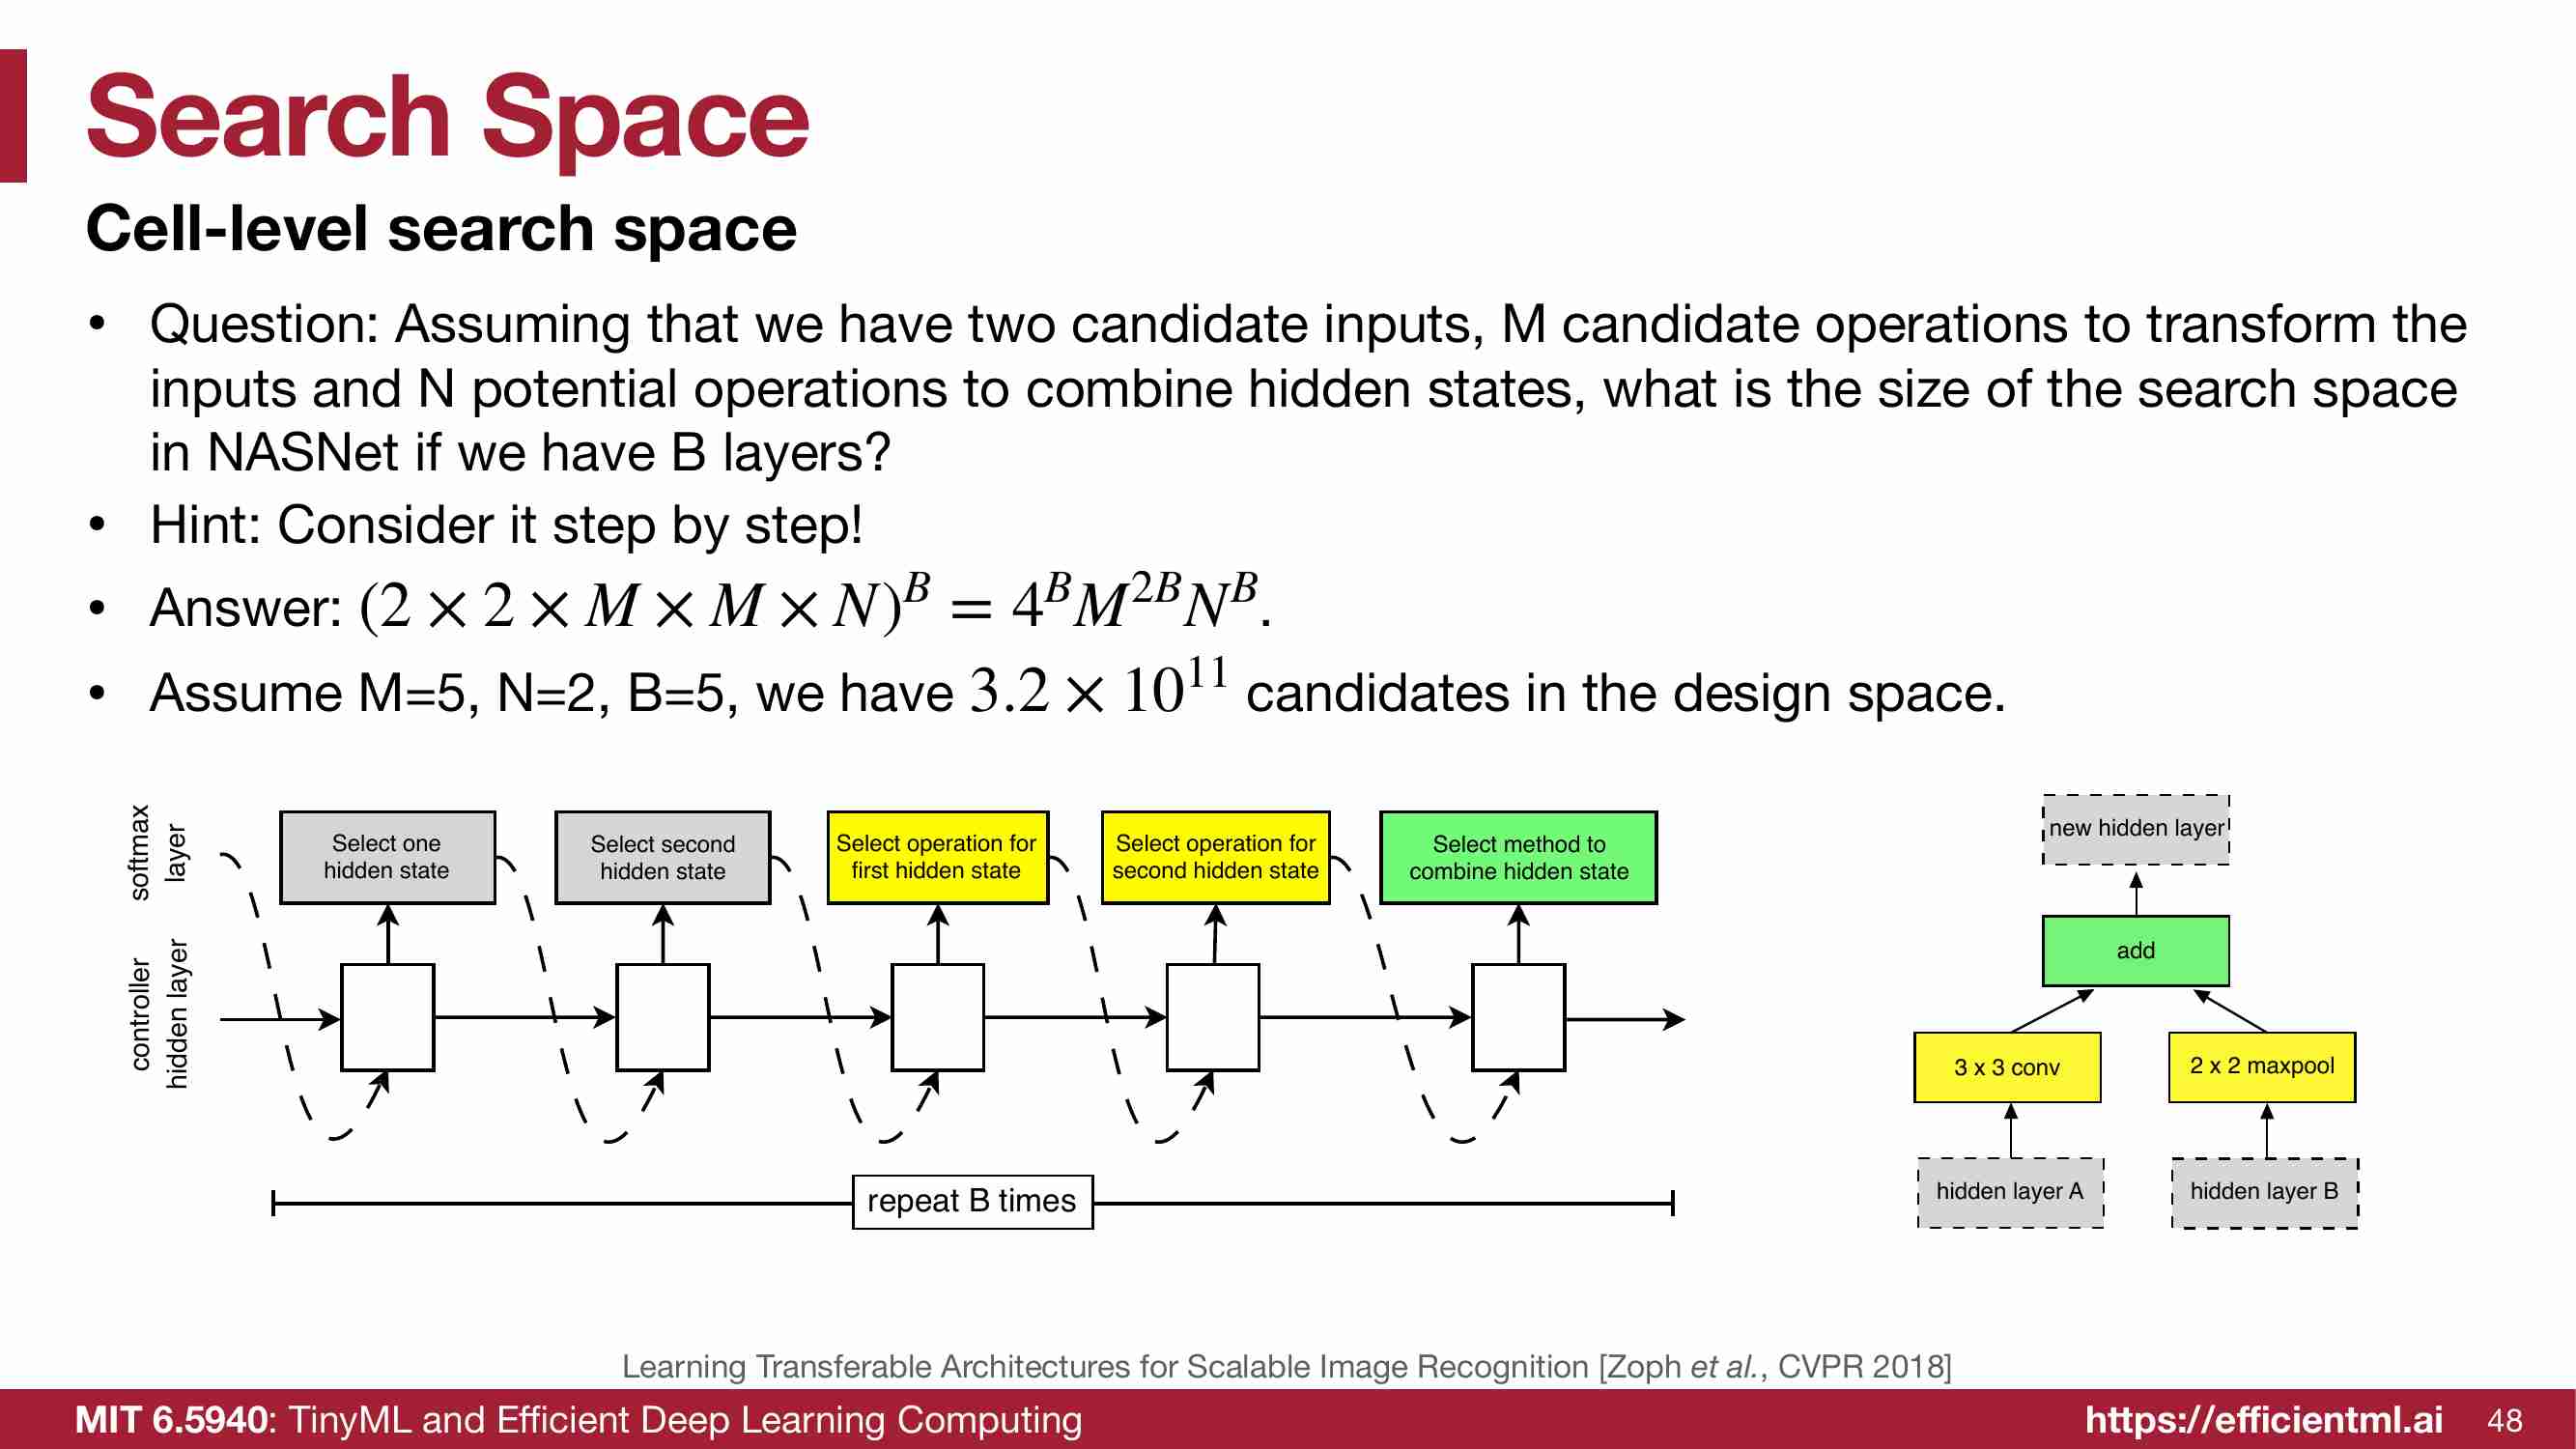 Search Space
Cell-level search space
• Question: Assuming that we have two candidate inputs, M candidate operations to transform the
inputs and N potential operations to combine hidden states, what is the size of the search space
in NASNet if we have B layers?
• Hint: Consider it step by step!
• Answer: (2 × 2 × M × M × N)^B = 4^B M^{2B} N^B.
• Assume M=5, N=2, B=5, we have 3.2 × 10^{11} candidates in the design space.
softmax
layer
controller
hidden layer
Select one
hidden state
Select second
hidden state
Select operation for
first hidden state
Select operation for
second hidden state
Select method to
combine hidden state
repeat B times
new hidden layer
add
3 x 3 conv
2 x 2 maxpool
hidden layer A
hidden layer B
Learning Transferable Architectures for Scalable Image Recognition [Zoph et al., CVPR 2018]
MIT 6.5940: TinyML and Efficient Deep Learning Computing
https://efficientml.ai
48